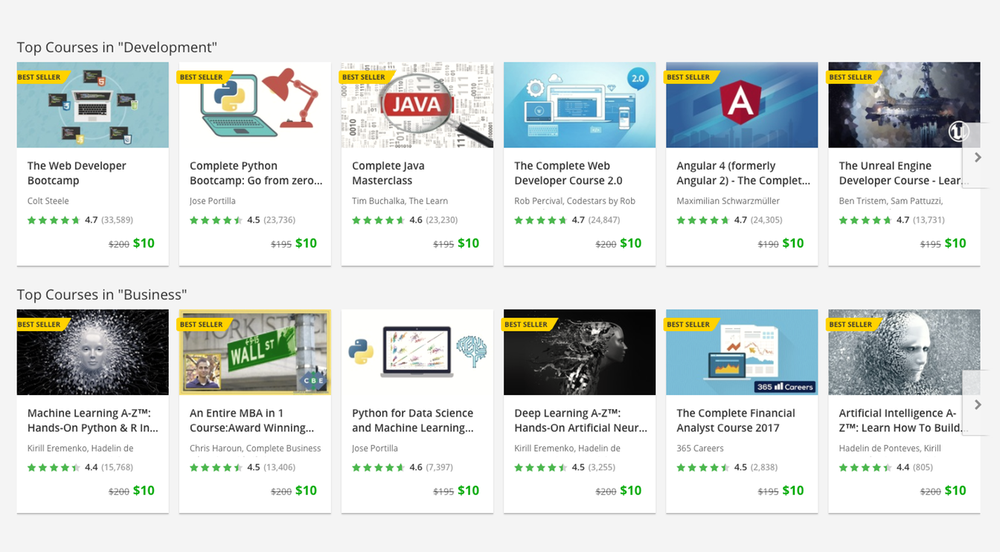 Top Courses in "Development"
BEST SELLER
The Web Developer
Bootcamp
Colt Steele
4.7 (33,589)
$200 $10
BEST SELLER
Complete Python
Bootcamp: Go from zero...
Jose Portilla
4.5 (23,736)
$195 $10
BEST SELLER
JAVA
Complete Java
Masterclass
Tim Buchalka, The Learn
4.6 (23,230)
$195 $10
2.0
The Complete Web
Developer Course 2.0
Rob Percival, Codestars by Rob
4.7 (24,847)
$200 $10
BEST SELLER
A
Angular 4 (formerly
Angular 2) - The Complet...
Maximilian Schwarzmüller
4.7 (24,305)
$190 $10
BEST SELLER
The Unreal Engine
Developer Course - Lear...
Ben Tristem, Sam Pattuzzi,
4.7 (13,731)
$195 $10
Top Courses in "Business"
BEST SELLER
Machine Learning A-Z™:
Hands-On Python & R In...
Kirill Eremenko, Hadelin de
4.4 (15,768)
$200 $10
BEST SELLER
WALL ST
CBE
An Entire MBA in 1
Course:Award Winning...
Chris Haroun, Complete Business
4.5 (13,406)
$200 $10
Python for Data Science
and Machine Learning...
Jose Portilla
4.6 (7,397)
$195 $10
BEST SELLER
Deep Learning A-Z™:
Hands-On Artificial Neur...
Kirill Eremenko, Hadelin de
4.5 (3,255)
$200 $10
BEST SELLER
365 Careers
The Complete Financial
Analyst Course 2017
365 Careers
4.5 (2,838)
$195 $10
BEST SELLER
Artificial Intelligence A-
Z™: Learn How To Build...
Hadelin de Ponteves, Kirill
4.4 (805)
$200 $10